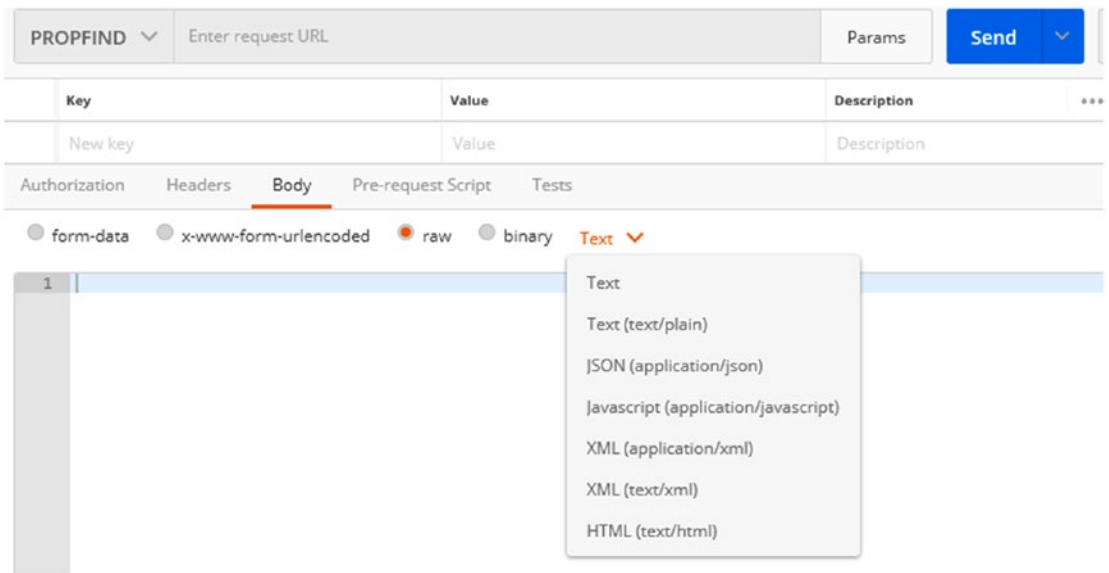 PROPFIND Enter request URL Params Send
Key Value Description •••
New key Value Description
Authorization Headers Body Pre-request Script Tests
form-data x-www-form-urlencoded raw binary Text
1
Text
Text (text/plain)
JSON (application/json)
Javascript (application/javascript)
XML (application/xml)
XML (text/xml)
HTML (text/html)